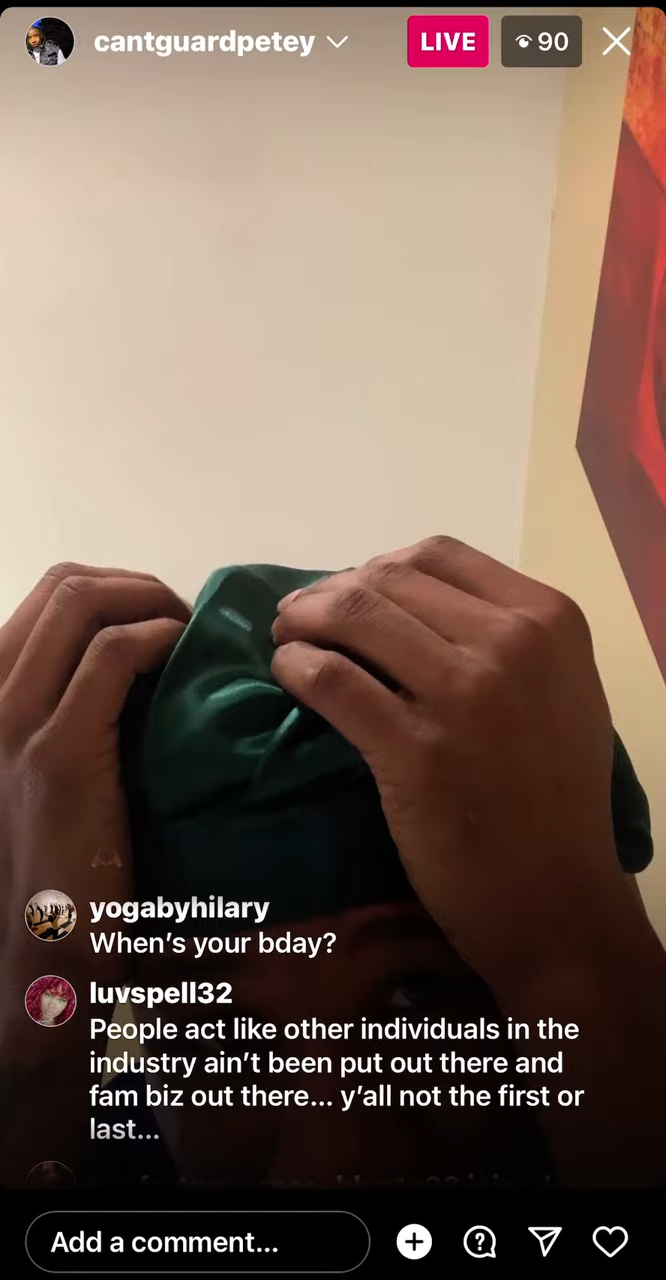 cantguardpetey
LIVE
90
yogabyhilary
When's your bday?
luvspell32
People act like other individuals in the
industry ain't been put out there and
fam biz out there... y'all not the first or
last...
Add a comment...